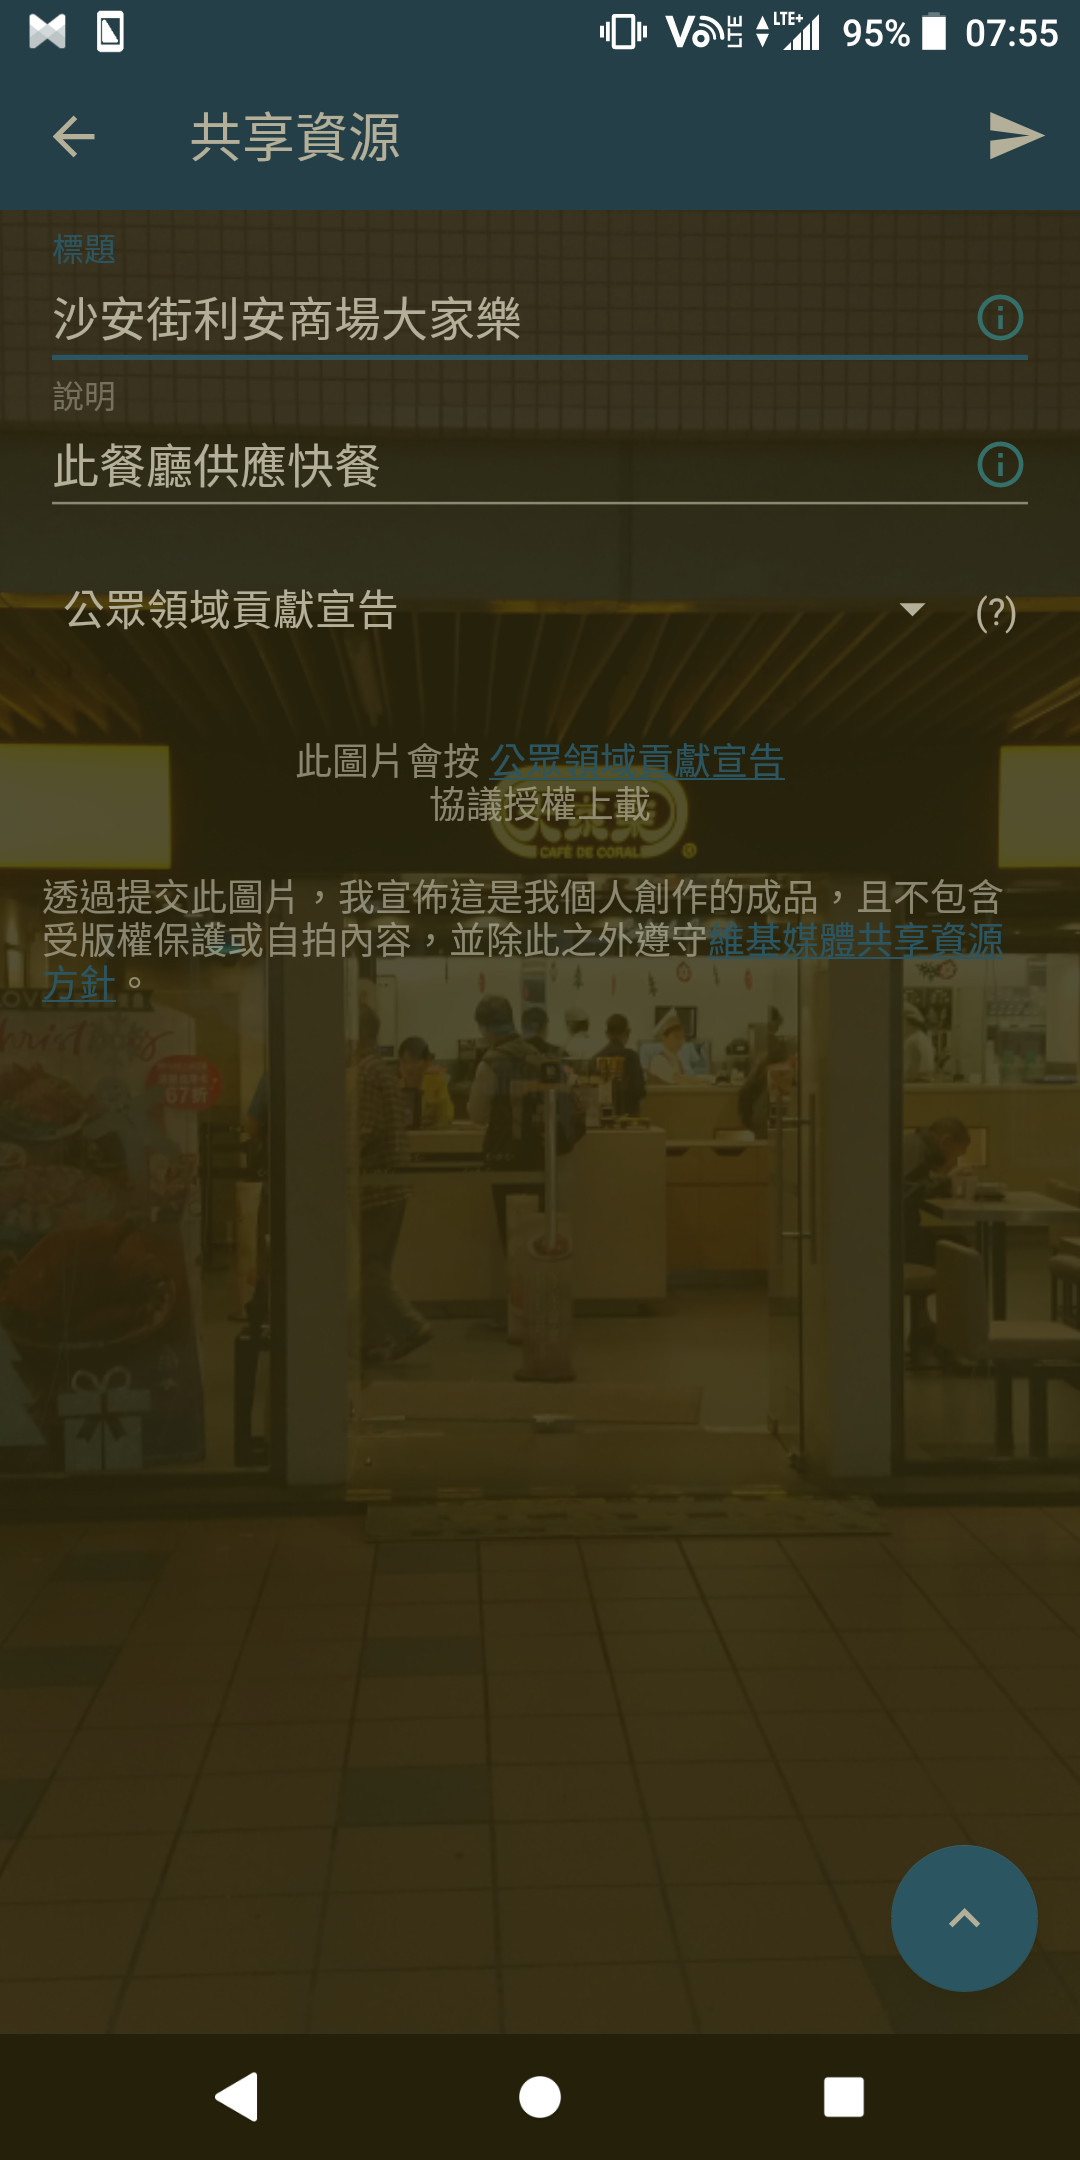 95% 07:55
共享資源
標題
沙安街利安商場大家樂
說明
此餐廳供應快餐
公眾領域貢獻宣告 (?)
此圖片會按 公眾領域貢獻宣告
協議授權上載
CAFÉ DE CORAL
透過提交此圖片，我宣佈這是我個人創作的成品，且不包含
受版權保護或自拍內容，並除此之外遵守維基媒體共享資源
方針。
67折